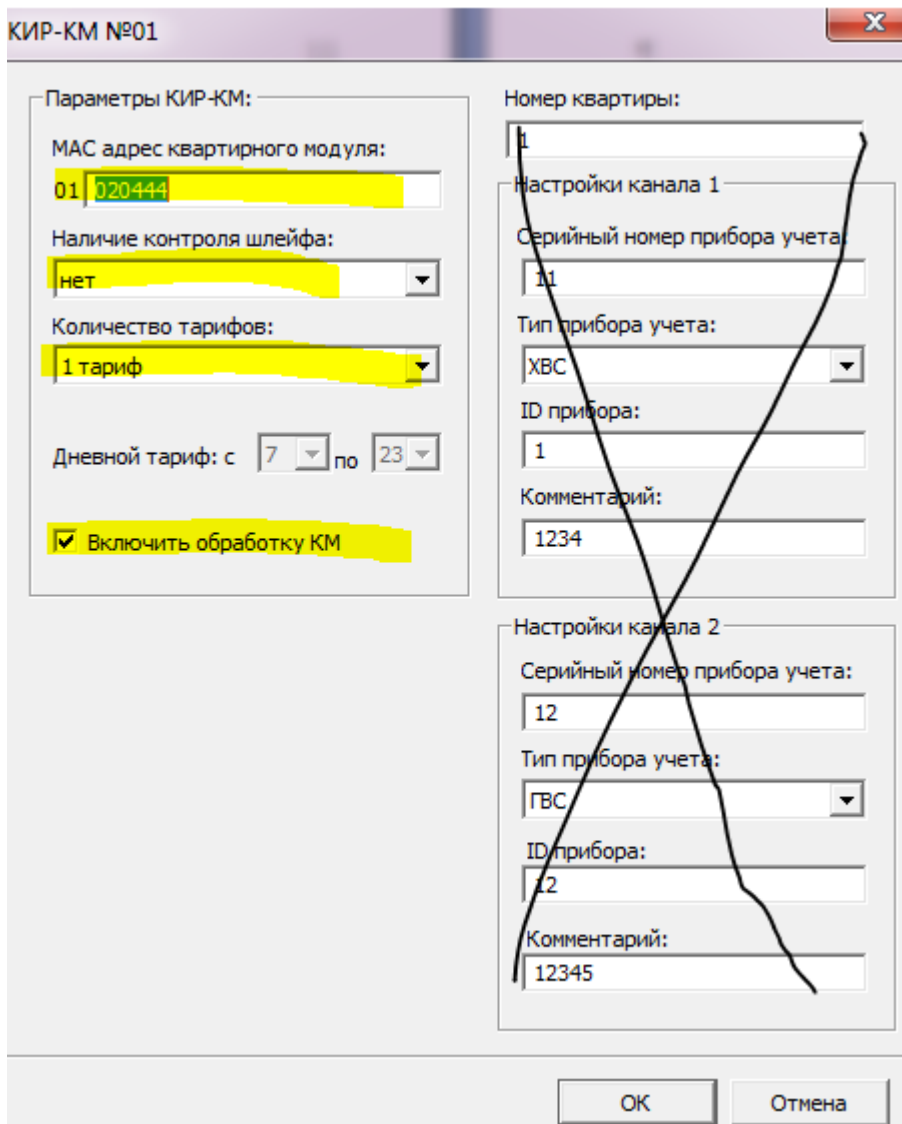 КИР-КМ №01
Параметры КИР-КМ:
MAC адрес квартирного модуля:
01 020444
Наличие контроля шлейфа:
нет
Количество тарифов:
1 тариф
Дневной тариф: с 7 по 23
Включить обработку КМ
Номер квартиры:
1
Настройки канала 1
Серийный номер прибора учета:
11
Тип прибора учета:
ХВС
ID прибора:
1
Комментарий:
1234
Настройки канала 2
Серийный номер прибора учета:
12
Тип прибора учета:
ГВС
ID прибора:
12
Комментарий:
12345
ОК
Отмена